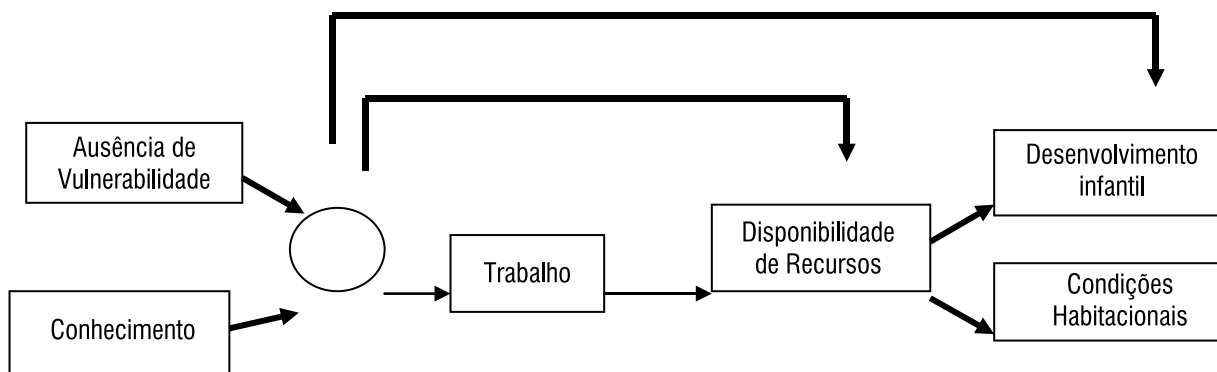 Ausência de
Vulnerabilidade
Conhecimento
Trabalho
Disponibilidade
de Recursos
Desenvolvimento
infantil
Condições
Habitacionais